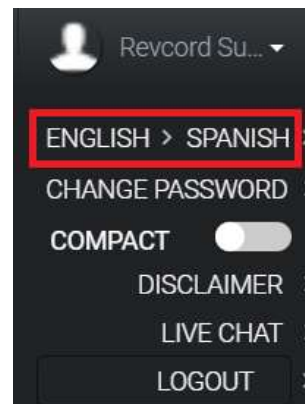 Revcord Su...
ENGLISH > SPANISH
CHANGE PASSWORD
COMPACT
DISCLAIMER
LIVE CHAT
LOGOUT